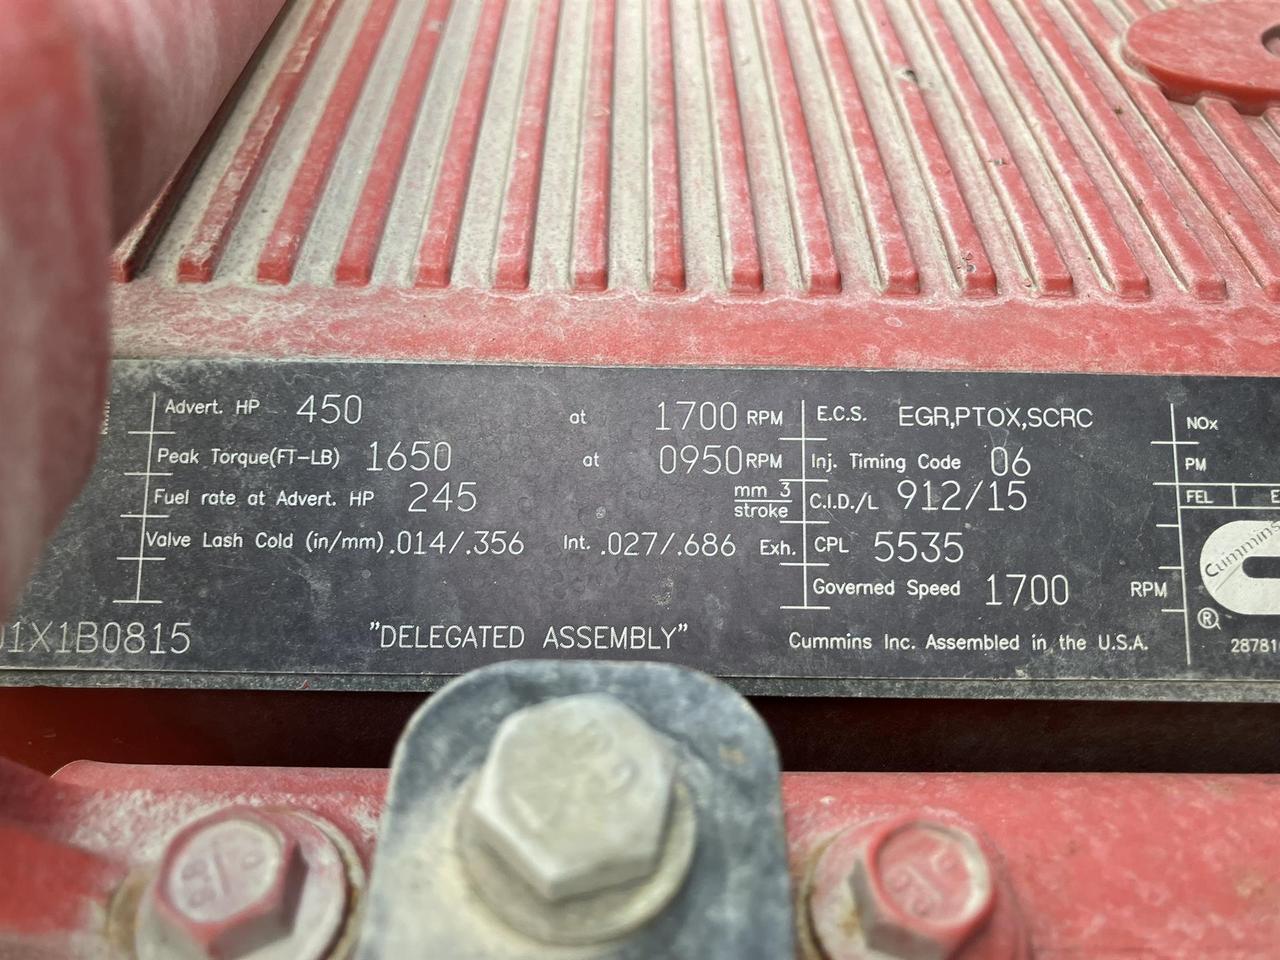 Advert. HP 450 at 1700 RPM
Peak Torque(FT-LB) 1650 at 0950 RPM
Fuel rate at Advert. HP 245 mm 3
stroke
Valve Lash Cold (in/mm) .014/.356 Int. .027/.686 Exh.
1X1B0815
"DELEGATED ASSEMBLY"
E.C.S. EGR,PTOX,SCRC
Inj. Timing Code 06
C.I.D./L 912/15
CPL 5535
Governed Speed 1700 RPM
Cummins Inc. Assembled in the U.S.A.
NOx
PM
FEL E
Cummins
®
28781